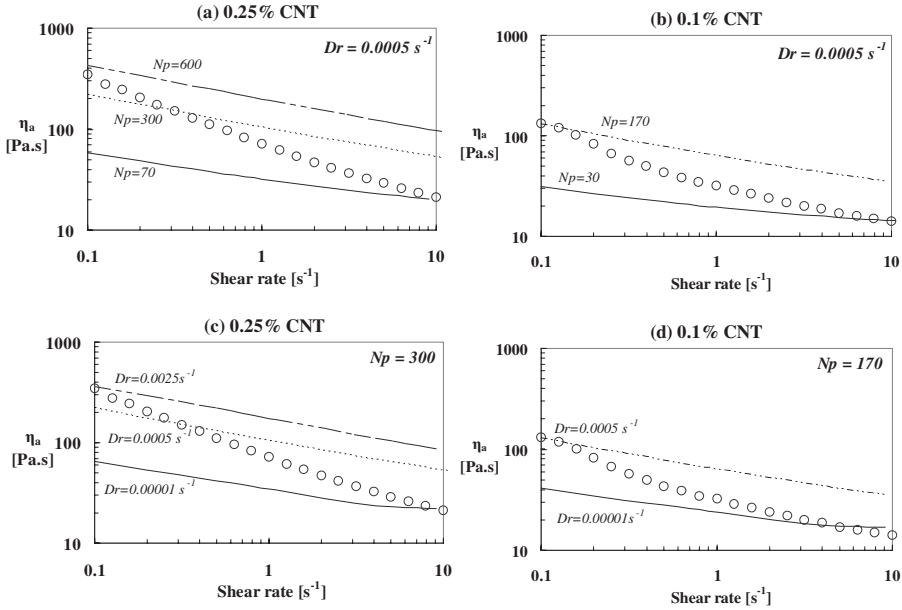 (a) 0.25% CNT
1000
100
10
ηa
[Pa.s]
Dr = 0.0005 s-1
Np=600
Np=300
Np=70
0.1
1
10
Shear rate [s-1]
(b) 0.1% CNT
1000
100
10
ηa
[Pa.s]
Dr = 0.0005 s-1
Np=170
Np=30
0.1
1
10
Shear rate [s-1]
(c) 0.25% CNT
1000
100
10
ηa
[Pa.s]
Np = 300
Dr=0.0025s-1
Dr=0.0005 s-1
Dr=0.00001 s-1
0.1
1
10
Shear rate [s-1]
(d) 0.1% CNT
1000
100
10
ηa
[Pa.s]
Np = 170
Dr=0.0005 s-1
Dr=0.00001s-1
0.1
1
10
Shear rate [s-1]